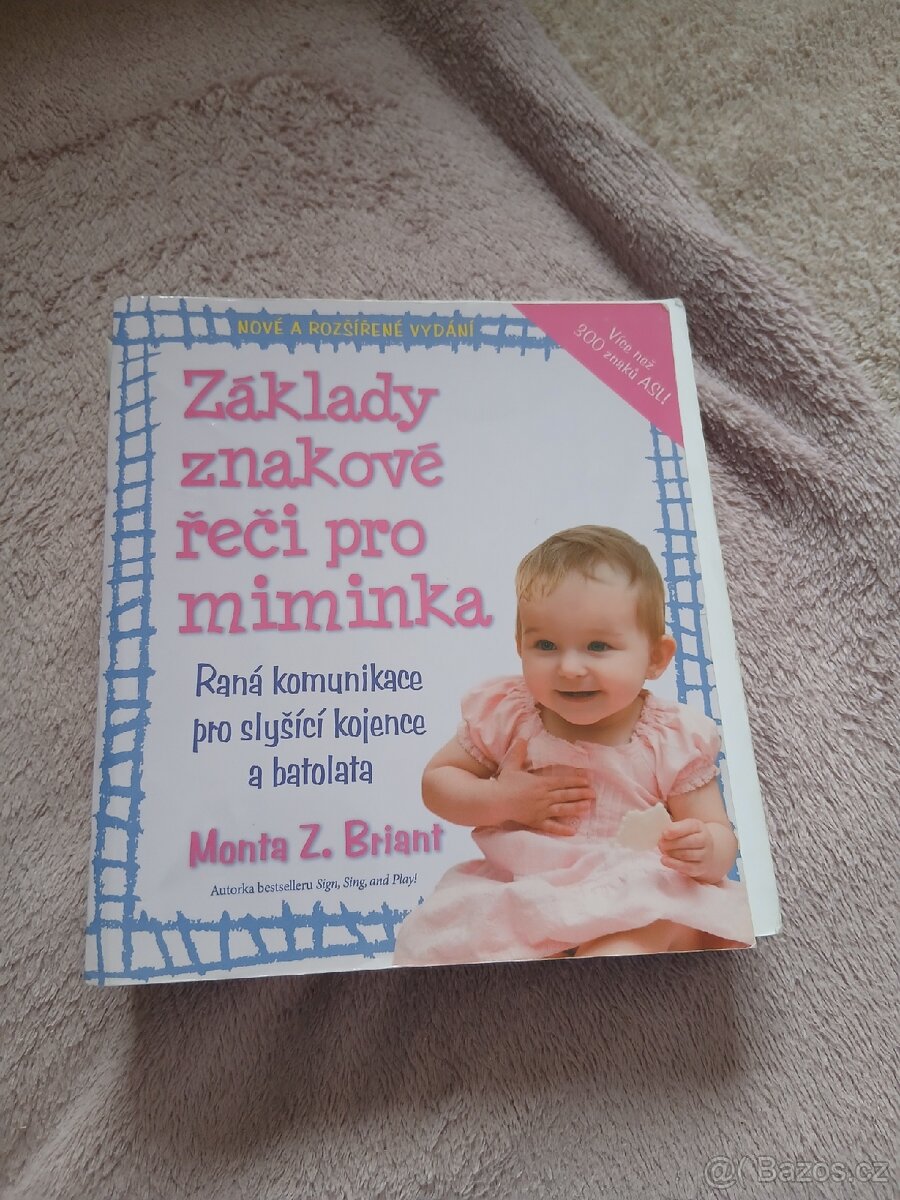 NOVÉ A ROZŠÍŘENÉ VYDÁNÍ
Více než
300 znaků ASL!
Základy
znakové
řeči pro
miminka
Raná komunikace
pro slyšící kojence
a batolata
Monta Z. Briant
Autorka bestselleru Sign, Sing, and Play!
@( Bazos.cz